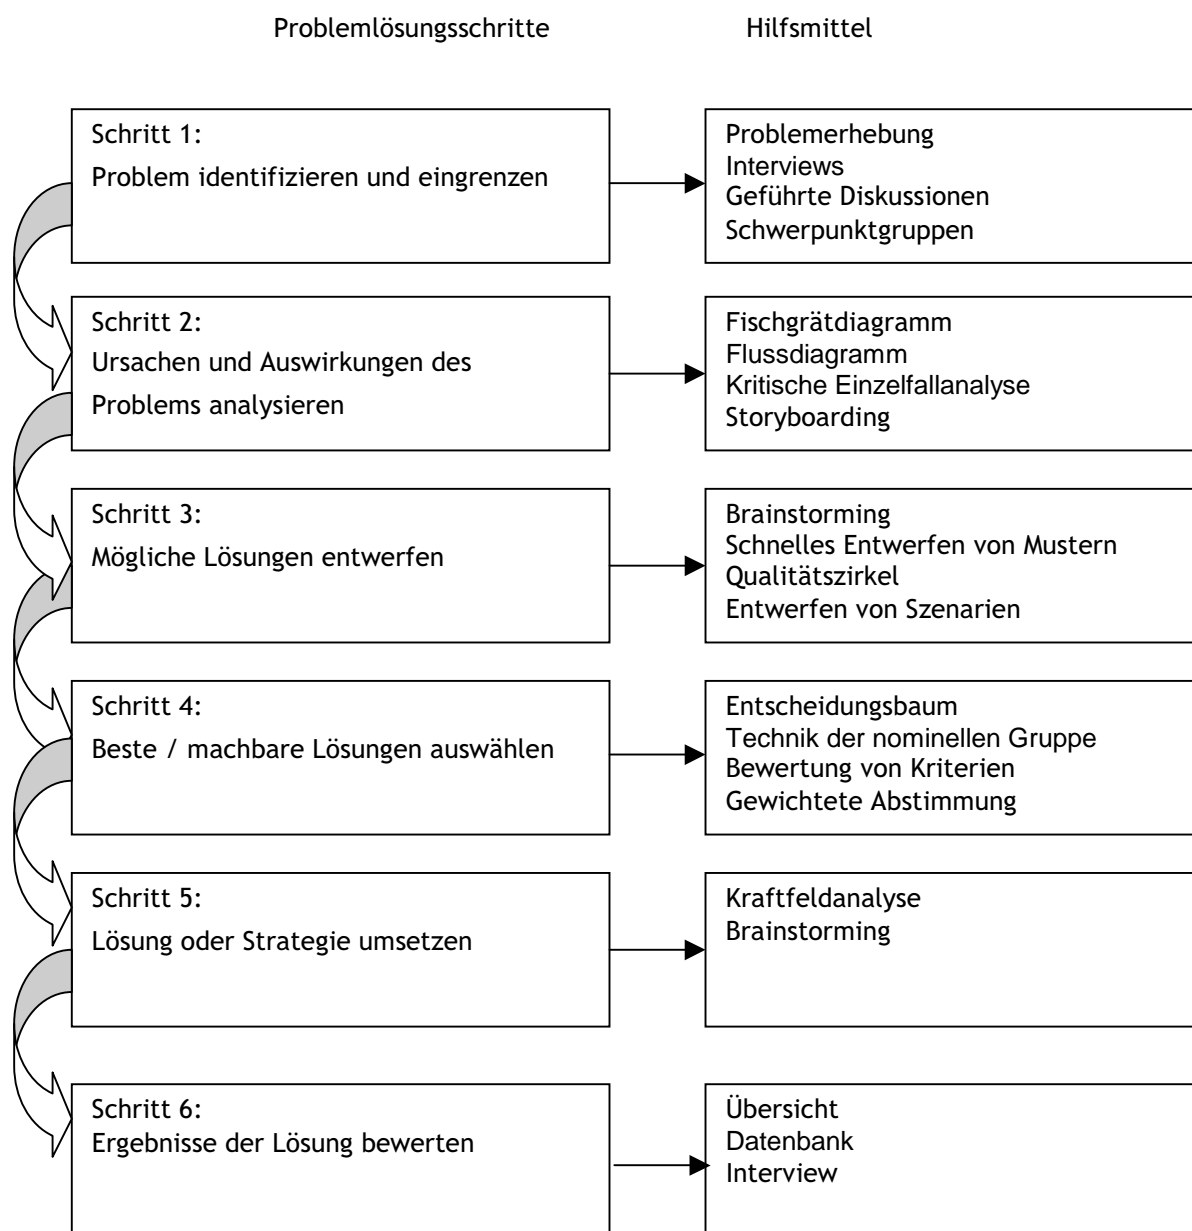 Problemlösungsschritte
Hilfsmittel
Schritt 1:
Problem identifizieren und eingrenzen
Problemerhebung
Interviews
Geführte Diskussionen
Schwerpunktgruppen
Schritt 2:
Ursachen und Auswirkungen des
Problems analysieren
Fischgrätdiagramm
Flussdiagramm
Kritische Einzelfallanalyse
Storyboarding
Schritt 3:
Mögliche Lösungen entwerfen
Brainstorming
Schnelles Entwerfen von Mustern
Qualitätszirkel
Entwerfen von Szenarien
Schritt 4:
Beste / machbare Lösungen auswählen
Entscheidungsbaum
Technik der nominellen Gruppe
Bewertung von Kriterien
Gewichtete Abstimmung
Schritt 5:
Lösung oder Strategie umsetzen
Kraftfeldanalyse
Brainstorming
Schritt 6:
Ergebnisse der Lösung bewerten
Übersicht
Datenbank
Interview